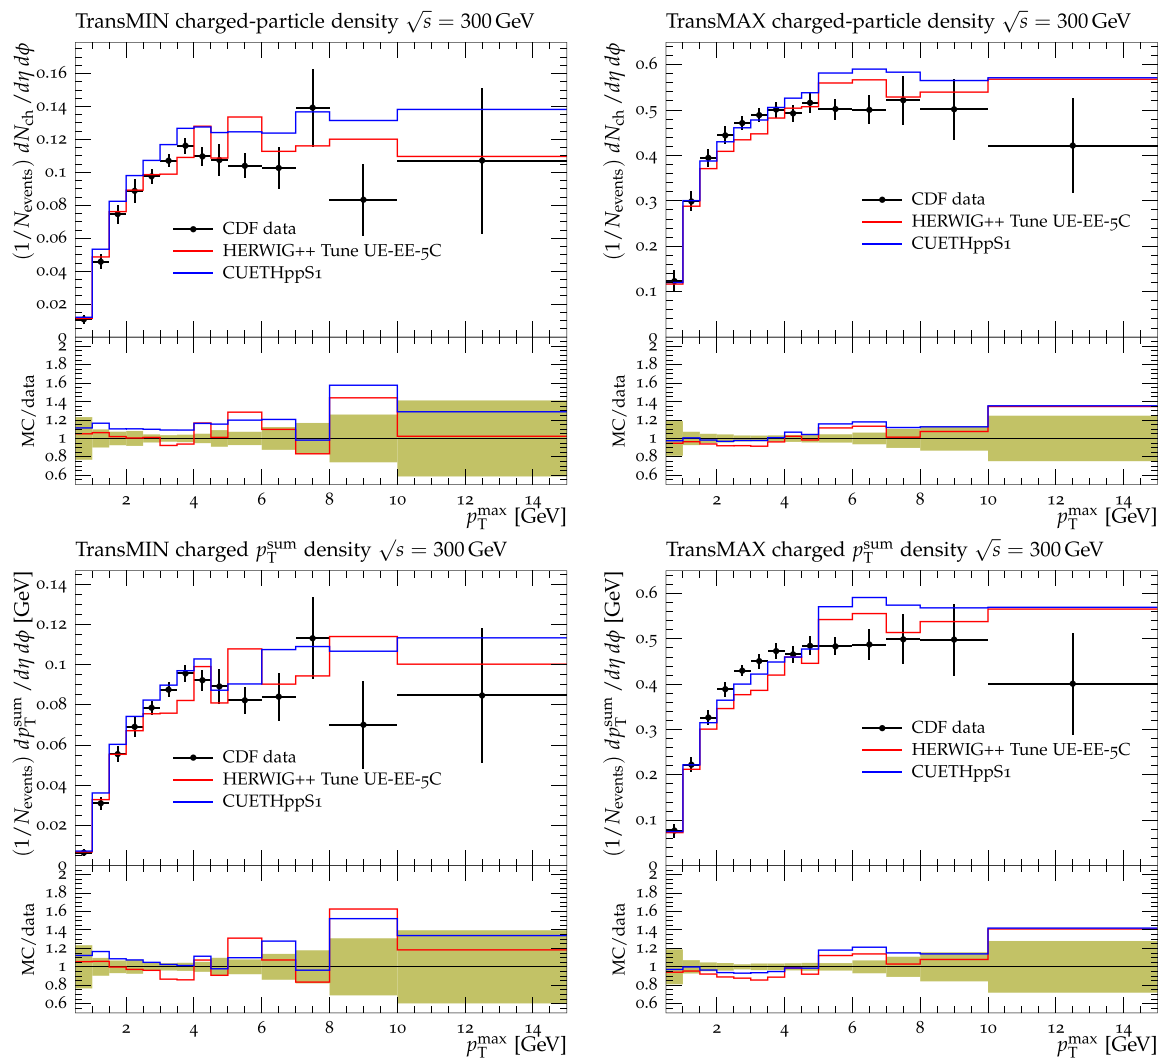 TransMIN charged-particle density √s = 300 GeV
(1/N_events) dN_ch/dη dϕ
0.16
0.14
0.12
0.1
0.08
0.06
0.04
0.02
0
CDF data
HERWIG++ Tune UE-EE-5C
CUETHppS1
MC/data
2
1.8
1.6
1.4
1.2
1
0.8
0.6
2 4 6 8 10 12 14
p_T^max [GeV]
TransMAX charged-particle density √s = 300 GeV
(1/N_events) dN_ch/dη dϕ
0.6
0.5
0.4
0.3
0.2
0.1
0
CDF data
HERWIG++ Tune UE-EE-5C
CUETHppS1
MC/data
2
1.8
1.6
1.4
1.2
1
0.8
0.6
2 4 6 8 10 12 14
p_T^max [GeV]
TransMIN charged p_T^sum density √s = 300 GeV
(1/N_events) dp_T^sum/dη dϕ [GeV]
0.14
0.12
0.1
0.08
0.06
0.04
0.02
0
CDF data
HERWIG++ Tune UE-EE-5C
CUETHppS1
MC/data
2
1.8
1.6
1.4
1.2
1
0.8
0.6
2 4 6 8 10 12 14
p_T^max [GeV]
TransMAX charged p_T^sum density √s = 300 GeV
(1/N_events) dp_T^sum/dη dϕ [GeV]
0.6
0.5
0.4
0.3
0.2
0.1
0
CDF data
HERWIG++ Tune UE-EE-5C
CUETHppS1
MC/data
2
1.8
1.6
1.4
1.2
1
0.8
0.6
2 4 6 8 10 12 14
p_T^max [GeV]